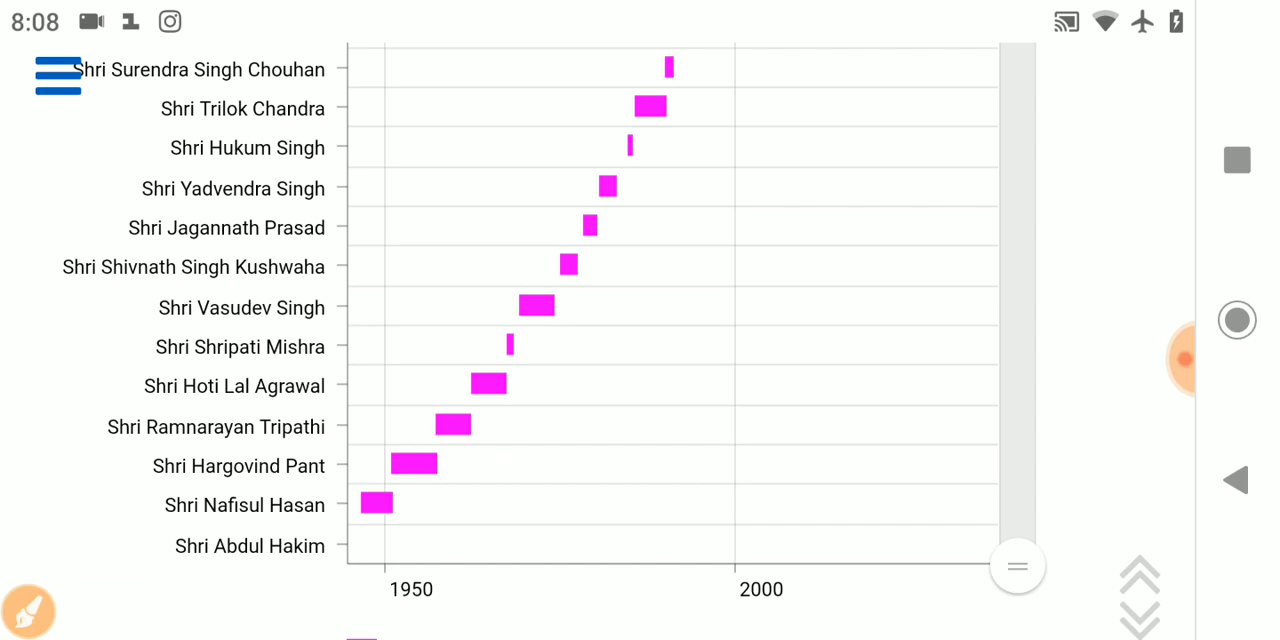 8:08
Shri Surendra Singh Chouhan
Shri Trilok Chandra
Shri Hukum Singh
Shri Yadvendra Singh
Shri Jagannath Prasad
Shri Shivnath Singh Kushwaha
Shri Vasudev Singh
Shri Shripati Mishra
Shri Hoti Lal Agrawal
Shri Ramnarayan Tripathi
Shri Hargovind Pant
Shri Nafisul Hasan
Shri Abdul Hakim
1950 2000